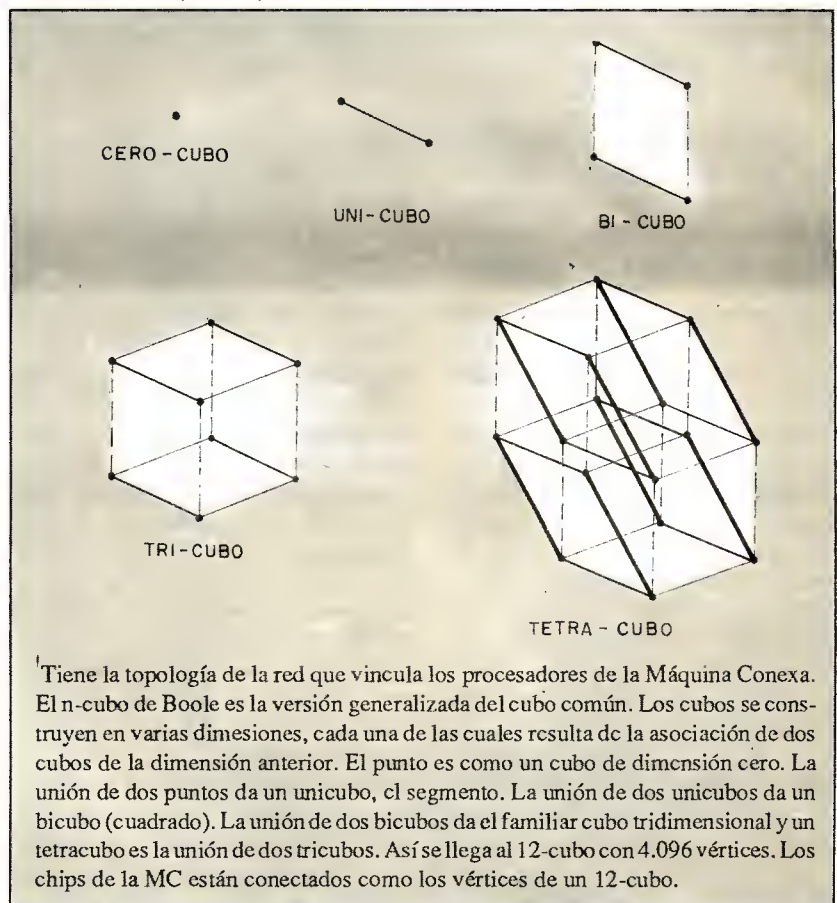 CERO - CUBO
UNI - CUBO
BI - CUBO
TRI - CUBO
TETRA - CUBO
Tiene la topología de la red que vincula los procesadores de la Máquina Conexa.
El n-cubo de Boole es la versión generalizada del cubo común. Los cubos se cons-
truyen en varias dimesiones, cada una de las cuales resulta de la asociación de dos
cubos de la dimensión anterior. El punto es como un cubo de dimensión cero. La
unión de dos puntos da un unicubo, el segmento. La unión de dos unicubos da un
bicubo (cuadrado). La unión de dos bicubos da el familiar cubo tridimensional y un
tetracubo es la unión de dos tricubos. Así se llega al 12-cubo con 4.096 vértices. Los
chips de la MC están conectados como los vértices de un 12-cubo.